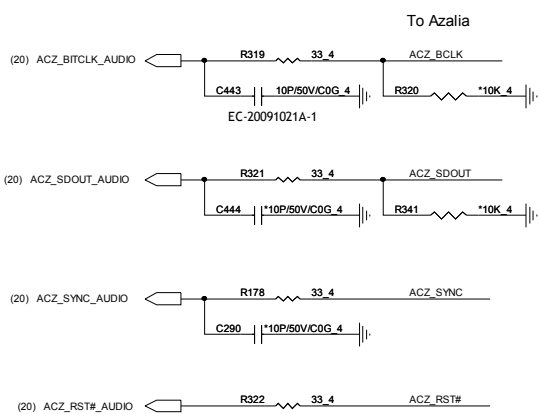 To Azalia
(20) ACZ_BITCLK_AUDIO R319 33_4 ACZ_BCLK
C443 10P/50V/C0G_4 R320 *10K_4
EC-20091021A-1
(20) ACZ_SDOUT_AUDIO R321 33_4 ACZ_SDOUT
C444 *10P/50V/C0G_4 R341 *10K_4
(20) ACZ_SYNC_AUDIO R178 33_4 ACZ_SYNC
C290 *10P/50V/C0G_4
(20) ACZ_RST#_AUDIO R322 33_4 ACZ_RST#